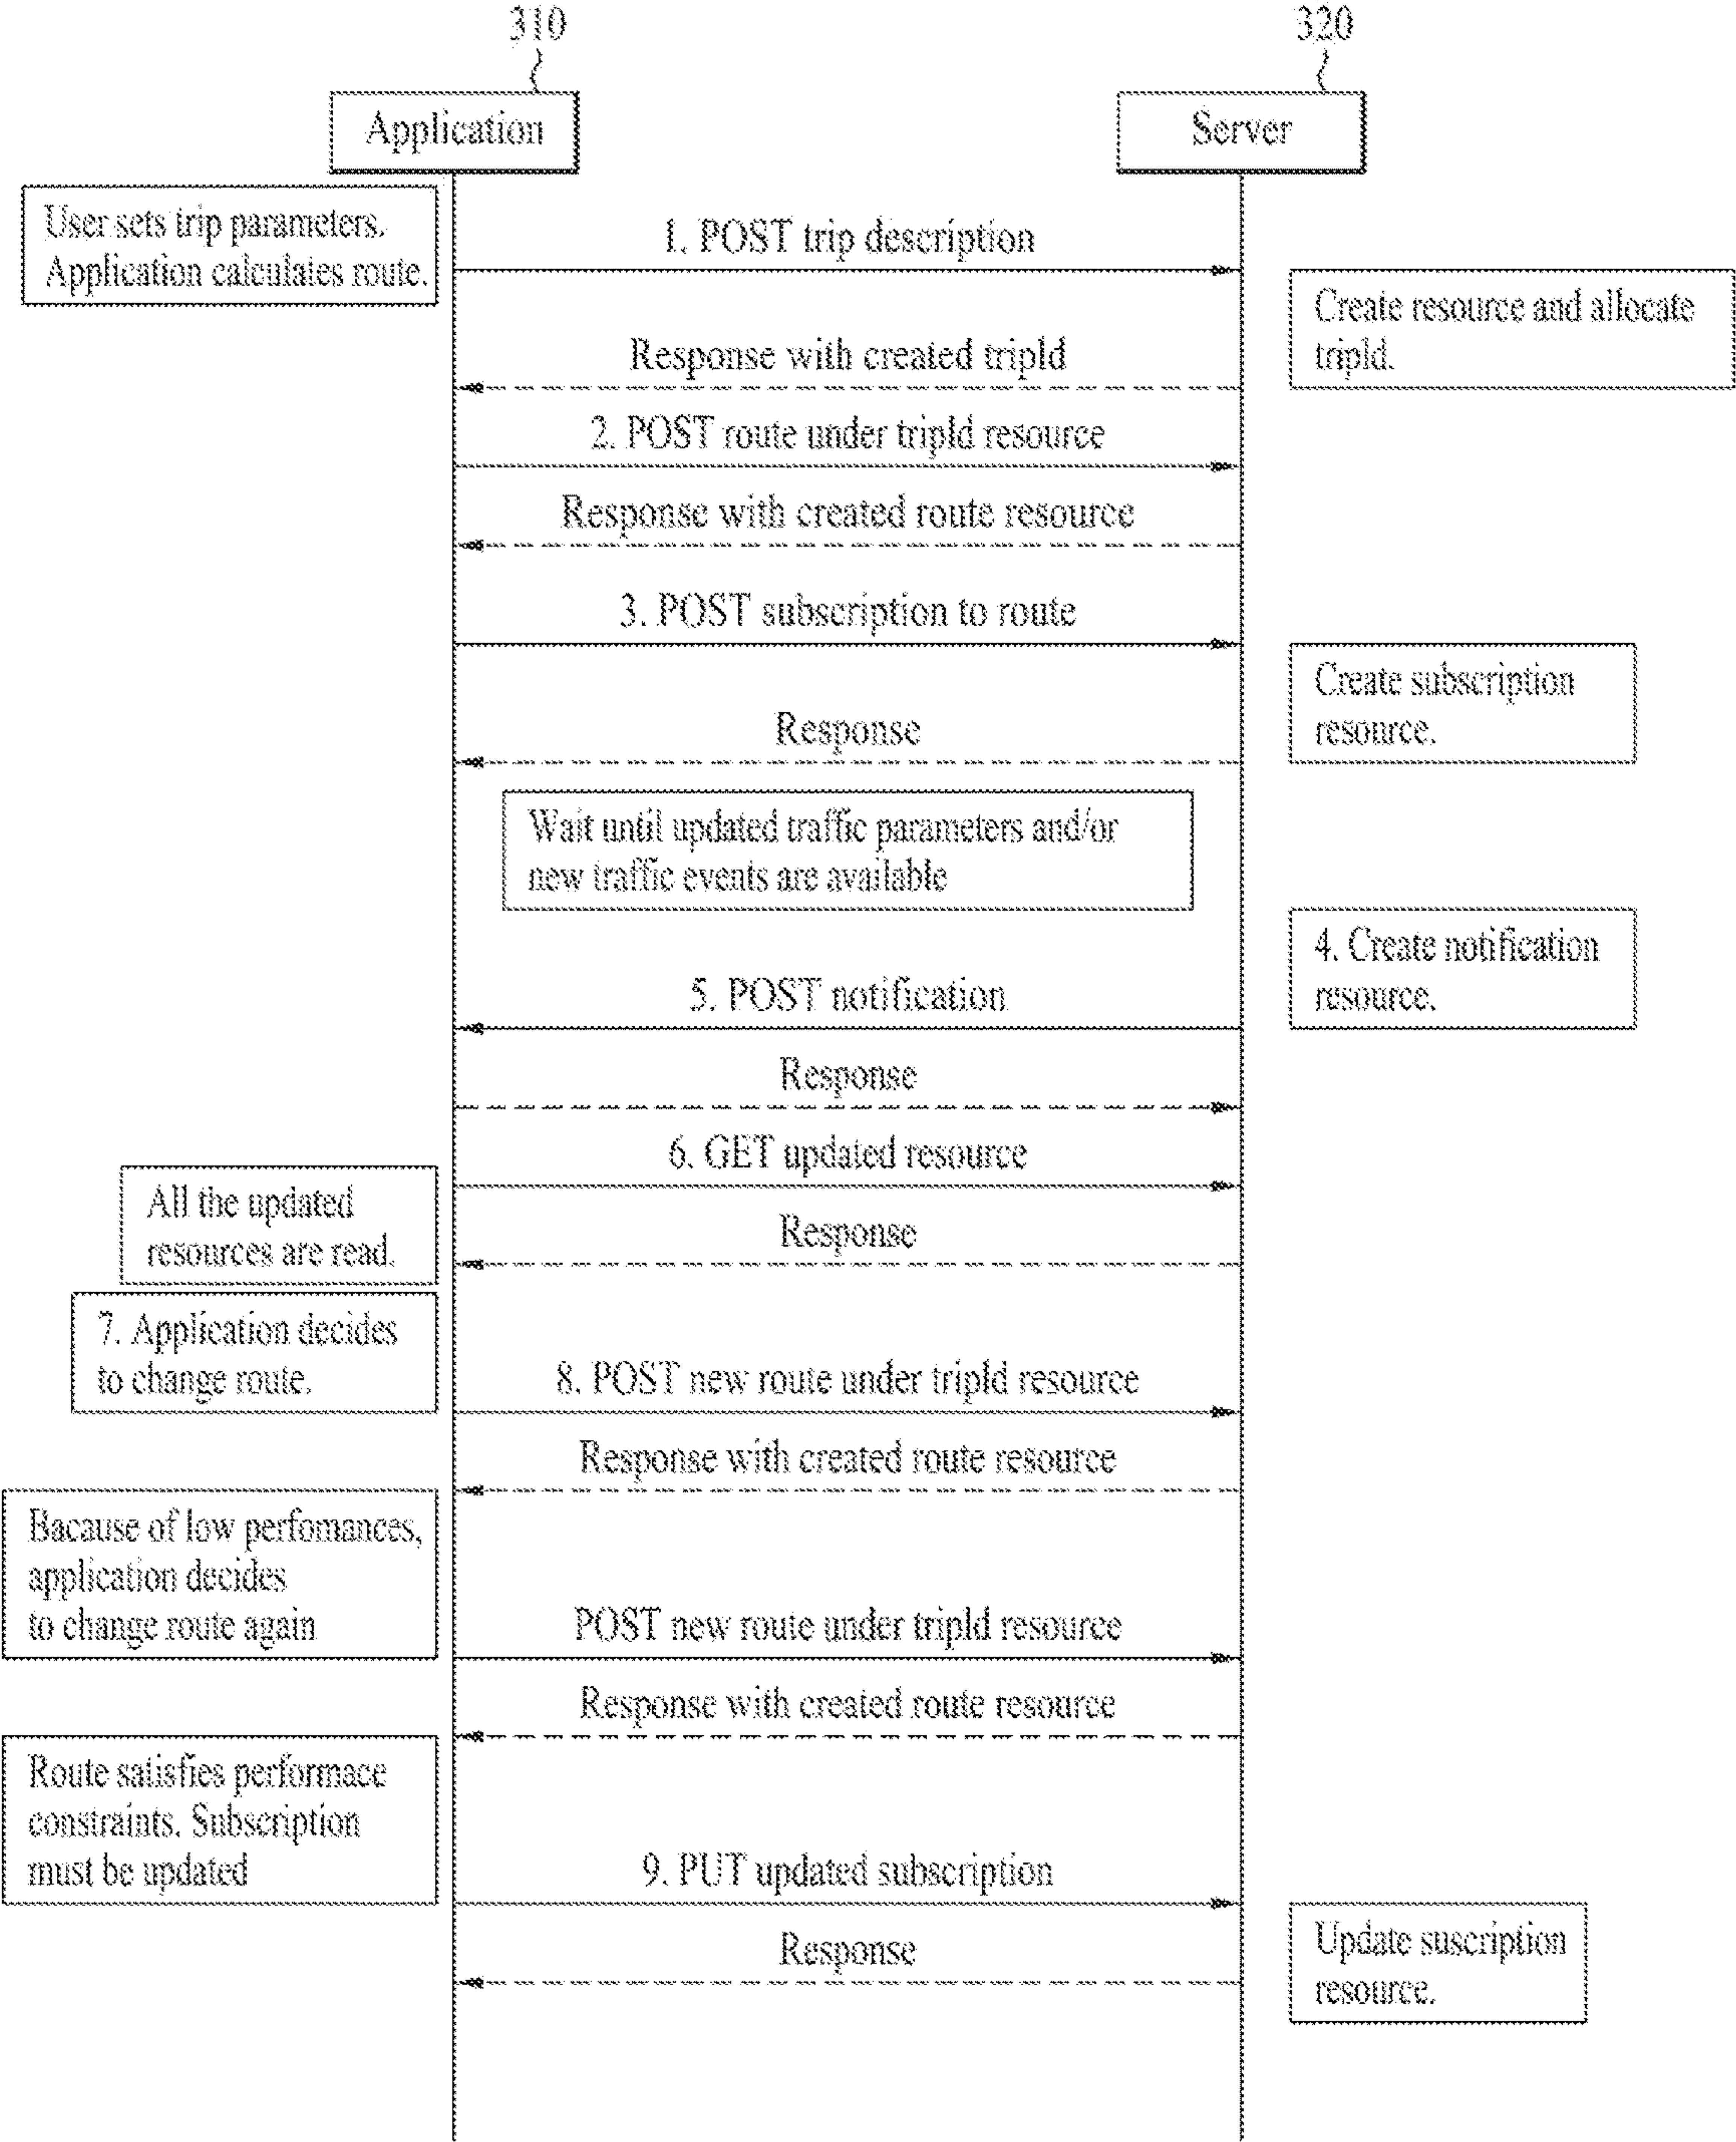 310
320
Application
Server
User sets trip parameters.
Application calculates route.
1. POST trip description
Create resource and allocate
tripId.
Response with created tripId
2. POST route under tripId resource
Response with created route resource
3. POST subscription to route
Create subscription
resource.
Response
Wait until updated traffic parameters and/or
new traffic events are available
4. Create notification
resource.
5. POST notification
Response
6. GET updated resource
All the updated
resources are read.
Response
7. Application decides
to change route.
8. POST new route under tripId resource
Response with created route resource
Bacause of low perfomances,
application decides
to change route again
POST new route under tripId resource
Response with created route resource
Route satisfies performace
constraints. Subscription
must be updated
9. PUT updated subscription
Response
Update suscription
resource.